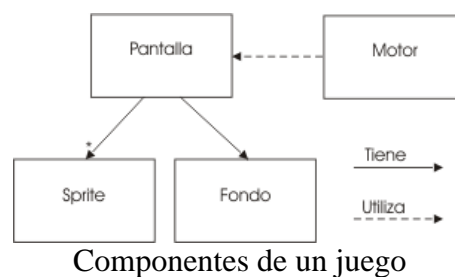 Pantalla
Motor
*
Sprite
Fondo
Tiene
Utiliza
Componentes de un juego